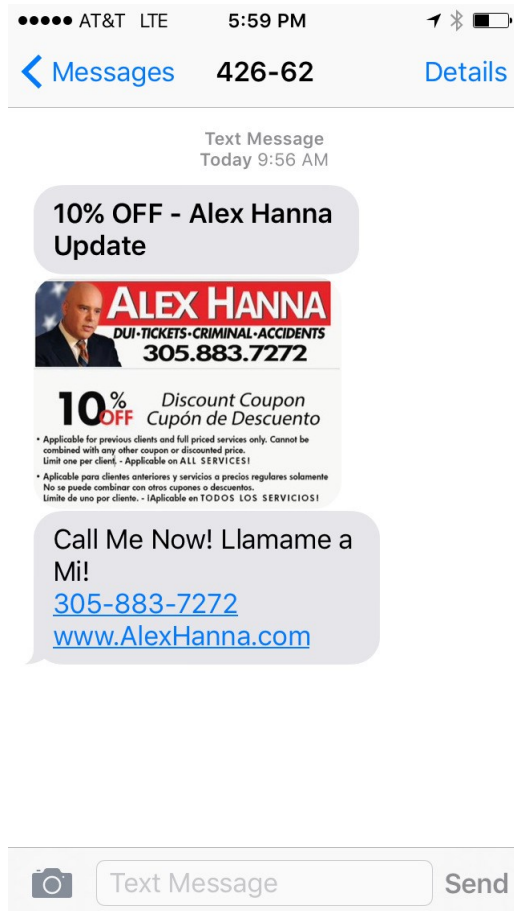 AT&T LTE 5:59 PM
Messages 426-62 Details
Text Message
Today 9:56 AM
10% OFF - Alex Hanna
Update
ALEX HANNA
DUI•TICKETS•CRIMINAL•ACCIDENTS
305.883.7272
10% OFF
Discount Coupon
Cupón de Descuento
• Applicable for previous clients and full priced services only. Cannot be
combined with any other coupon or discounted price.
Limit one per client. - Applicable on ALL SERVICES!
• Aplicable para clientes anteriores y servicios a precios regulares solamente
No se puede combinar con otros cupones o descuentos.
Limite de uno por cliente. - ¡Aplicable en TODOS LOS SERVICIOS!
Call Me Now! Llamame a
Mi!
305-883-7272
www.AlexHanna.com
Text Message Send